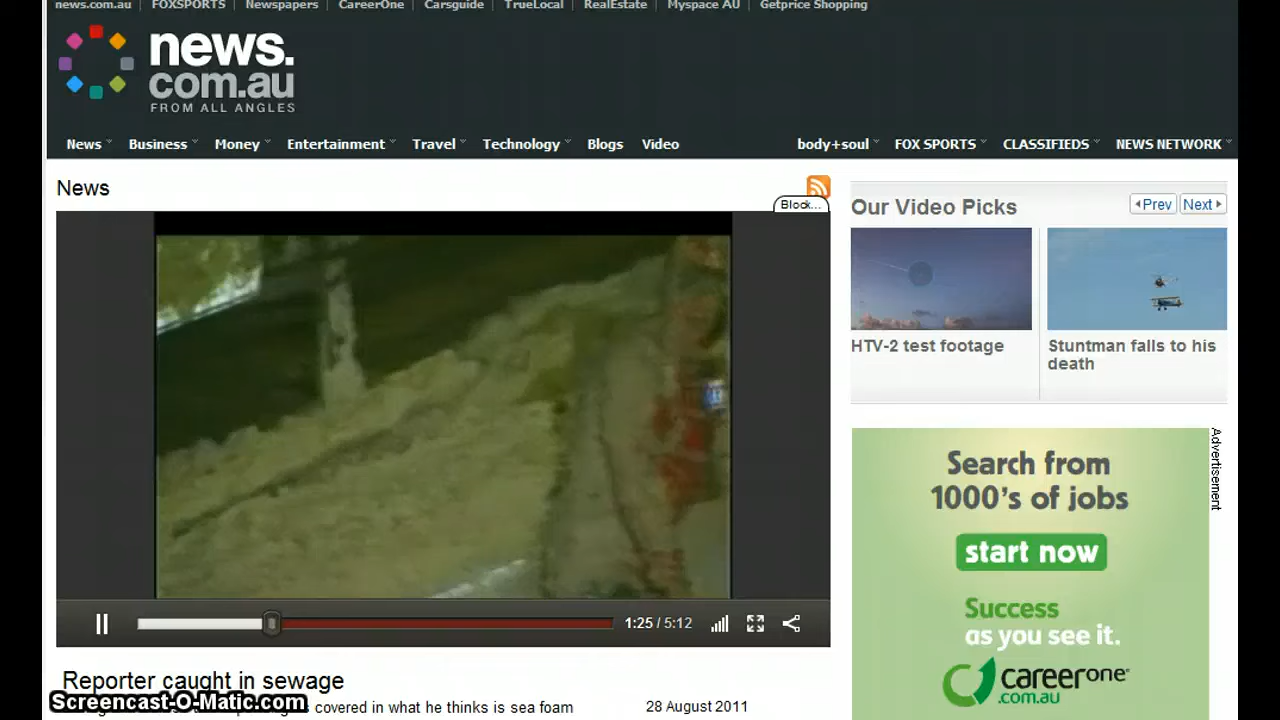 news.com.au FOXSPORTS Newspapers CareerOne Carsguide TrueLocal RealEstate Myspace AU Getprice Shopping
news.
com.au
FROM ALL ANGLES
News Business Money Entertainment Travel Technology Blogs Video body+soul FOX SPORTS CLASSIFIEDS NEWS NETWORK
News
Block...
1:25 / 5:12
Reporter caught in sewage
covered in what he thinks is sea foam 28 August 2011
Screencast-O-Matic.com
Our Video Picks Prev Next
HTV-2 test footage
Stuntman falls to his
death
Advertisement
Search from
1000's of jobs
start now
Success
as you see it.
careerone
.com.au